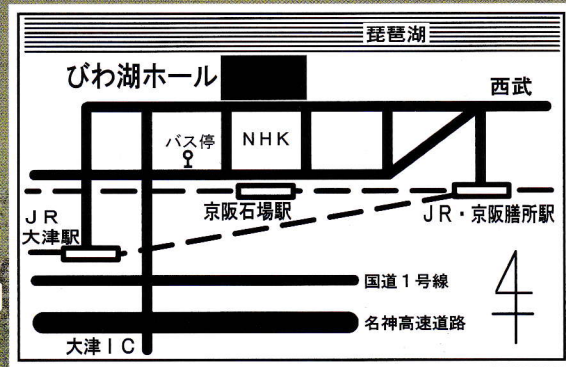 琵琶湖
びわ湖ホール
西武
バス停
NHK
JR
大津駅
京阪石場駅
JR・京阪膳所駅
国道1号線
名神高速道路
大津IC